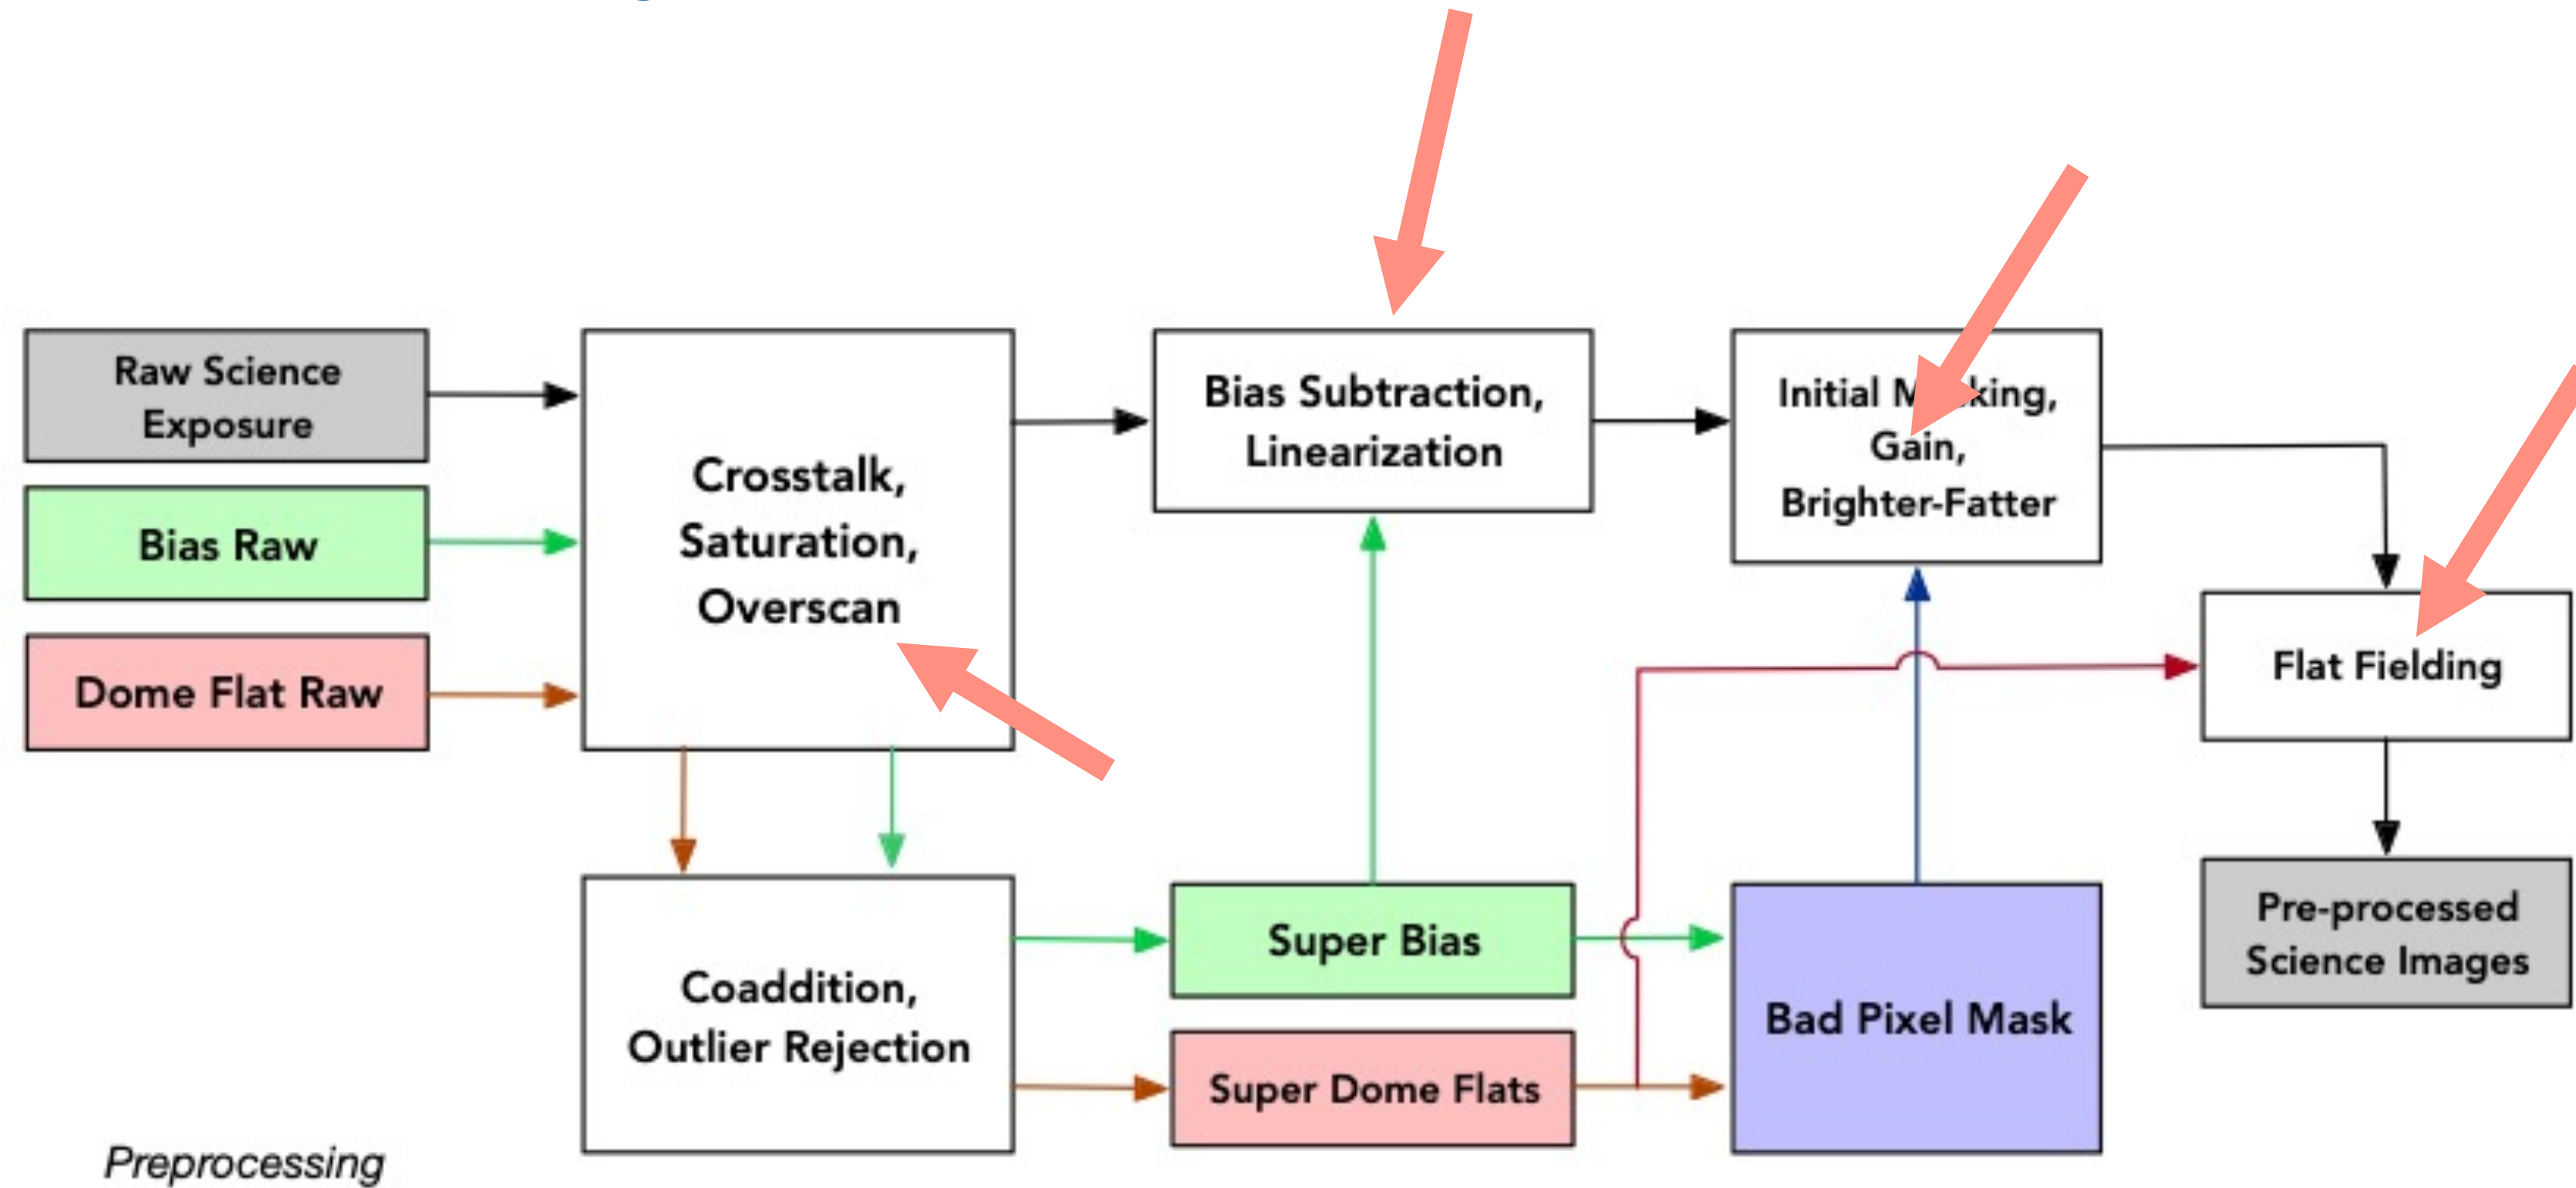 Raw Science
Exposure
Bias Raw
Dome Flat Raw
Crosstalk,
Saturation,
Overscan
Bias Subtraction,
Linearization
Initial
Gain,
Brighter-Fatter
Flat Fielding
Coaddition,
Outlier Rejection
Super Bias
Super Dome Flats
Bad Pixel Mask
Pre-processed
Science Images
Preprocessing